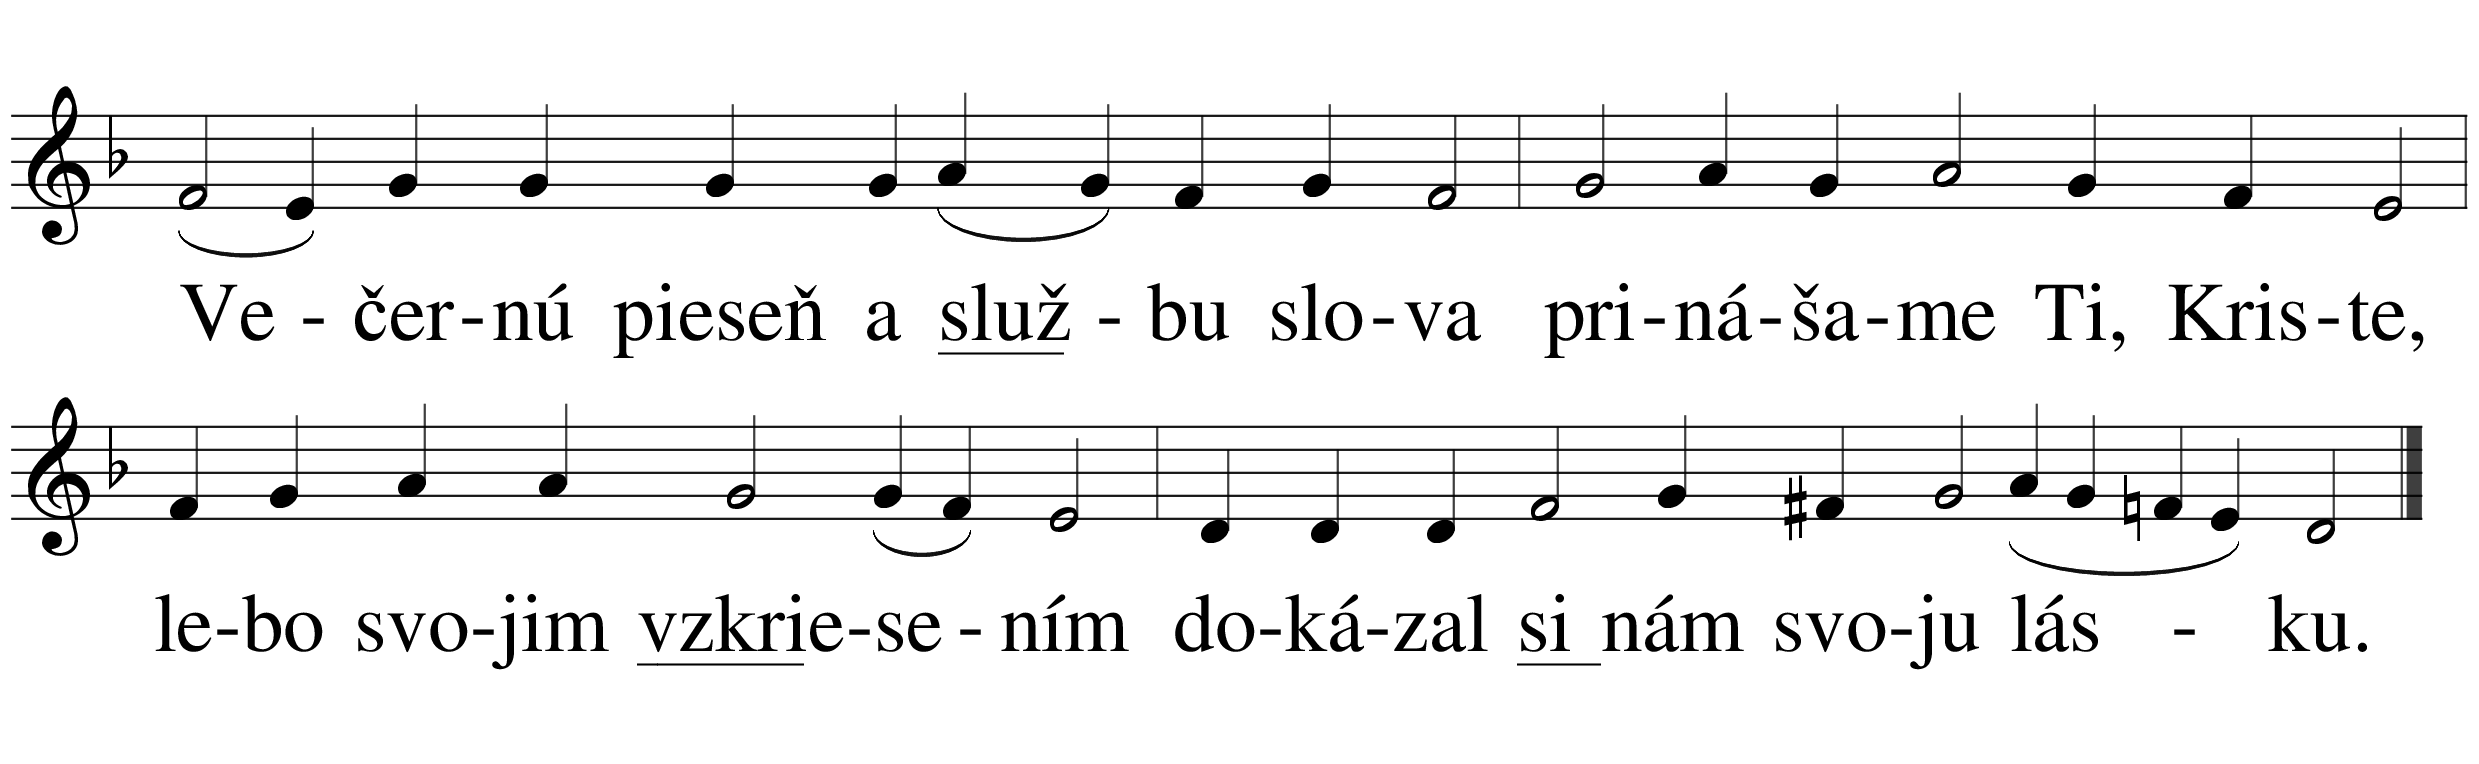 Ve - čer-nú pieseň a služ - bu slo-va pri-ná-ša-me Ti, Kris-te,
le-bo svo-jim vzkrie-se - ním do-ká-zal si nám svo-ju lás - ku.